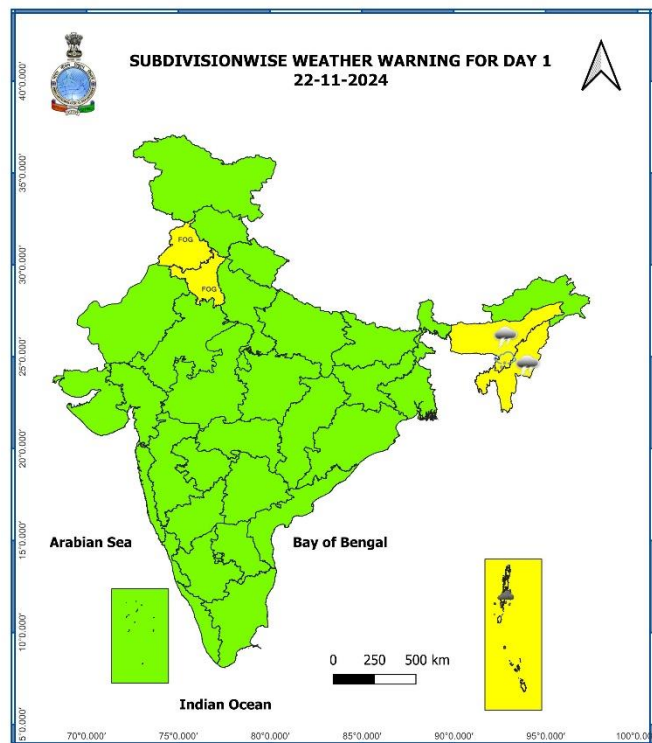 SUBDIVISIONWISE WEATHER WARNING FOR DAY 1
22-11-2024
40°0.000'
35°0.000'
30°0.000'
25°0.000'
20°0.000'
15°0.000'
10°0.000'
5°0.000'
FOG
FOG
Arabian Sea
Bay of Bengal
0 250 500 km
Indian Ocean
70°0.000' 75°0.000' 80°0.000' 85°0.000' 90°0.000' 95°0.000' 100°0.000'